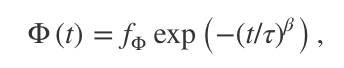 Φ (t) = f_Φ exp (−(t/τ)^β) ,